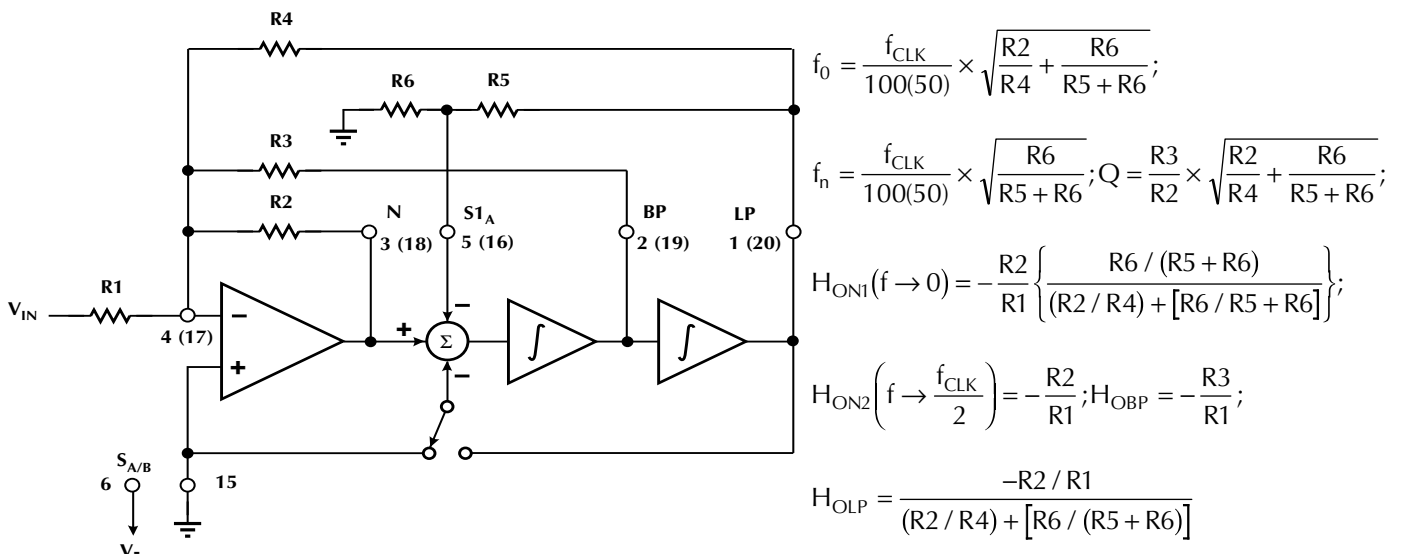 R4
R6 R5
R3
R2
N
3 (18)
S1A
5 (16)
BP
2 (19)
LP
1 (20)
R1
VIN
4 (17)
−
+
+
−
Σ
−
∫
∫
SA/B
6
15
V-
f0 = fCLK / 100(50) × √(R2 / R4 + R6 / R5 + R6);
fn = fCLK / 100(50) × √(R6 / R5 + R6); Q = R3 / R2 × √(R2 / R4 + R6 / R5 + R6);
HON1(f → 0) = − R2 / R1 {R6 / (R5 + R6) / (R2 / R4) + [R6 / R5 + R6]};
HON2(f → fCLK / 2) = − R2 / R1; HOBP = − R3 / R1;
HOLP = −R2 / R1 / (R2 / R4) + [R6 / (R5 + R6)]